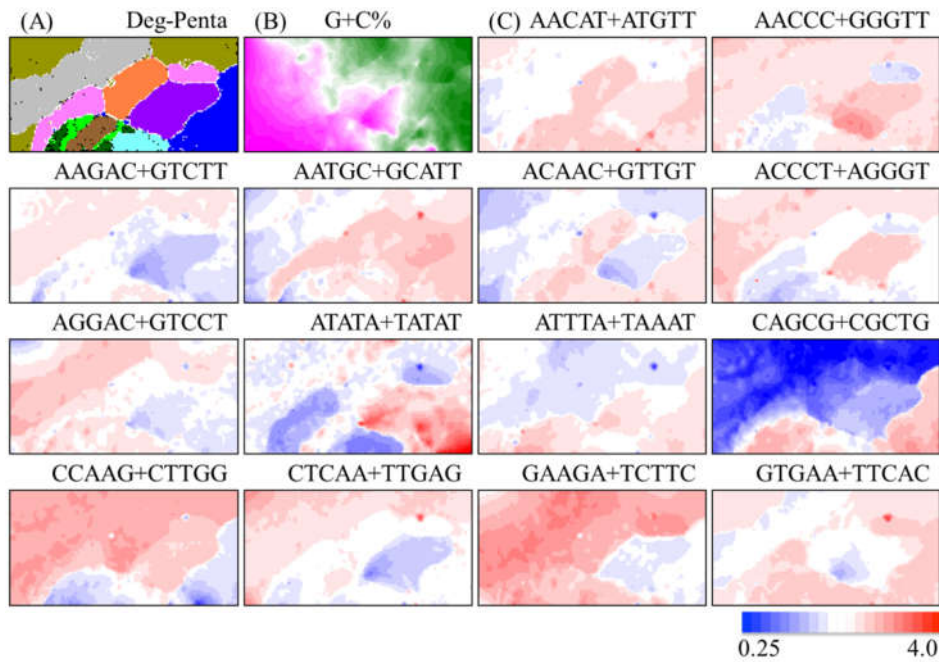 (A) Deg-Penta (B) G+C% (C) AACAT+ATGTT AACCC+GGGTT
AAGAC+GTCTT AATGC+GCATT ACAAC+GTTGT ACCCT+AGGGT
AGGAC+GTCCT ATATA+TATAT ATTTA+TAAAT CAGCG+CGCTG
CCAAG+CTTGG CTCAA+TTGAG GAAGA+TCTTC GTGAA+TTCAC
0.25 4.0